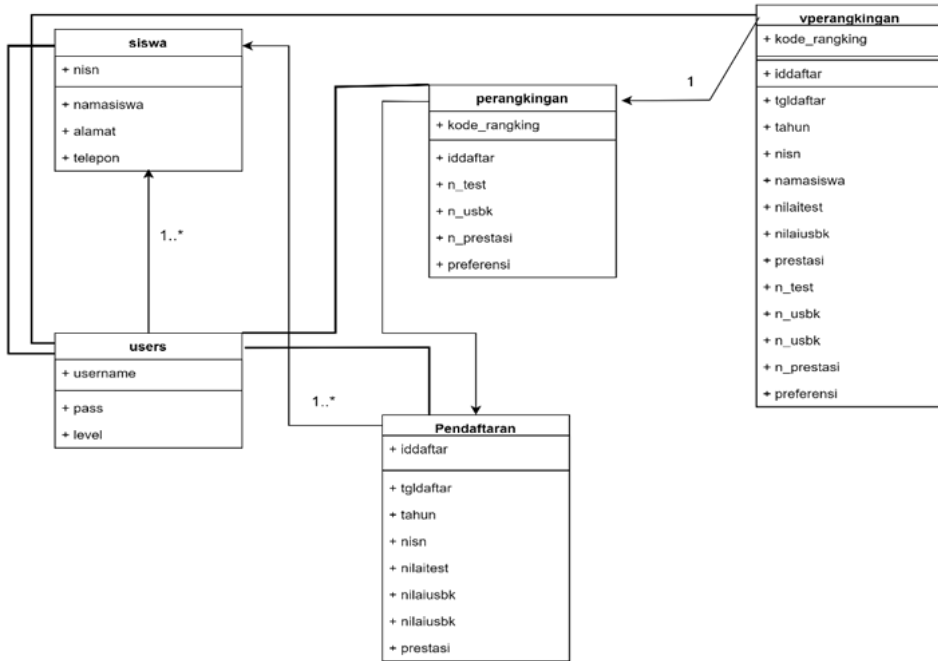 siswa
+ nisn
+ namasiswa
+ alamat
+ telepon
1..*
users
+ username
+ pass
+ level
perangkingan
+ kode_rangking
+ iddaftar
+ n_test
+ n_usbk
+ n_prestasi
+ preferensi
1
1..*
Pendaftaran
+ iddaftar
+ tgldaftar
+ tahun
+ nisn
+ nilaitest
+ nilaiusbk
+ nilaiusbk
+ prestasi
vperangkingan
+ kode_rangking
+ iddaftar
+ tgldaftar
+ tahun
+ nisn
+ namasiswa
+ nilaitest
+ nilaiusbk
+ prestasi
+ n_test
+ n_usbk
+ n_usbk
+ n_prestasi
+ preferensi